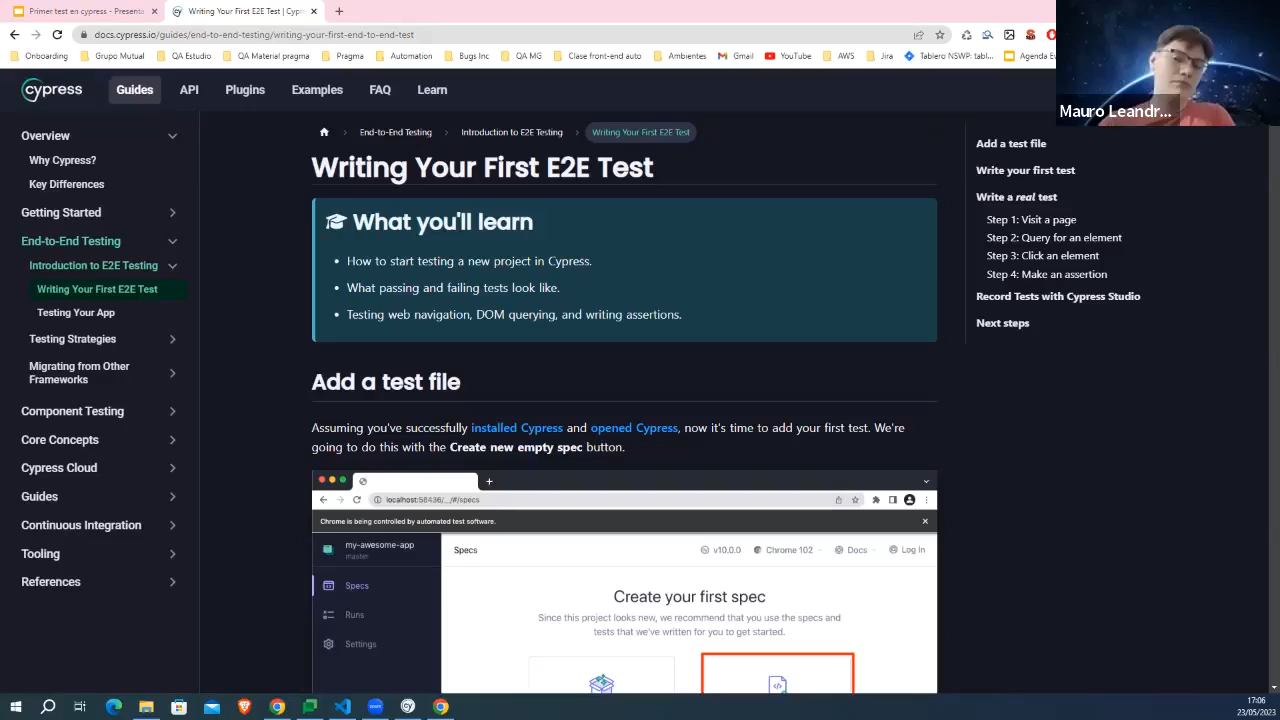 Primer test en cypress - Presenta
Writing Your First E2E Test | Cypre
docs.cypress.io/guides/end-to-end-testing/writing-your-first-end-to-end-test
Onboarding
Grupo Mutual
QA Estudio
QA Material pragma
Pragma
Automation
Bugs Inc
QA MG
Clase front-end auto
Ambientes
Gmail
YouTube
AWS
Jira
Tablero NSWP: tabl...
Agenda Eve
Mauro Leandr...
cypress
Guides
API
Plugins
Examples
FAQ
Learn
Overview
Why Cypress?
Key Differences
Getting Started
End-to-End Testing
Introduction to E2E Testing
Writing Your First E2E Test
Testing Your App
Testing Strategies
Migrating from Other
Frameworks
Component Testing
Core Concepts
Cypress Cloud
Guides
Continuous Integration
Tooling
References
End-to-End Testing
Introduction to E2E Testing
Writing Your First E2E Test
Writing Your First E2E Test
What you'll learn
• How to start testing a new project in Cypress.
• What passing and failing tests look like.
• Testing web navigation, DOM querying, and writing assertions.
Add a test file
Assuming you've successfully installed Cypress and opened Cypress, now it's time to add your first test. We're
going to do this with the Create new empty spec button.
localhost:58436/__/#/specs
Chrome is being controlled by automated test software.
my-awesome-app
master
Specs
Runs
Settings
Specs
v10.0.0
Chrome 102
Docs
Log In
Create your first spec
Since this project looks new, we recommend that you use the specs and
tests that we've written for you to get started.
Add a test file
Write your first test
Write a real test
Step 1: Visit a page
Step 2: Query for an element
Step 3: Click an element
Step 4: Make an assertion
Record Tests with Cypress Studio
Next steps
17:06
23/05/2023